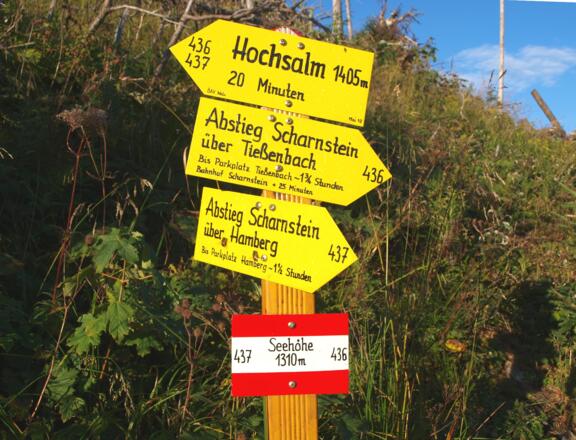 436
437
Hochsalm 1405m
20 Minuten
Abstieg Scharnstein
über Tießenbach
436
Bis Parkplatz Tießenbach ~1¾ Stunden
Bahnhof Scharnstein + 25 Minuten
Abstieg Scharnstein
über Hamberg
437
Bis Parkplatz Hamberg ~1½ Stunden
Seehöhe
437 1310m 436